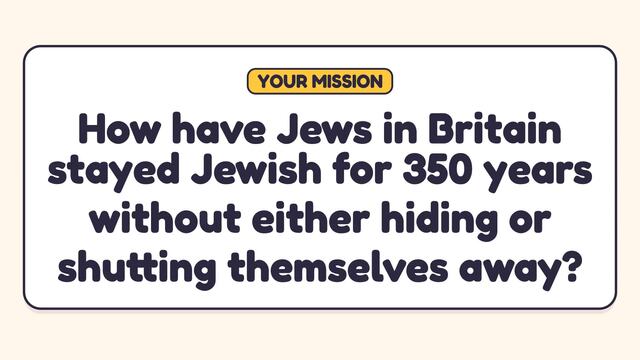 YOUR MISSION
How have Jews in Britain
stayed Jewish for 350 years
without either hiding or
shutting themselves away?